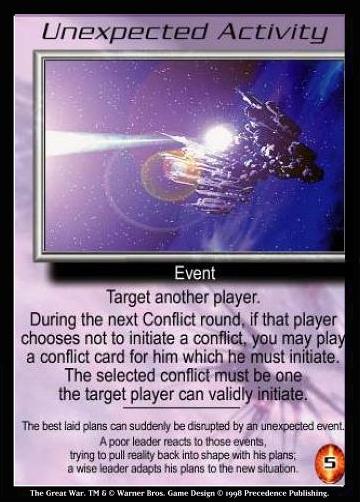 Unexpected Activity
Event
Target another player.
During the next Conflict round, if that player
chooses not to initiate a conflict, you may play
a conflict card for him which he must initiate.
The selected conflict must be one
the target player can validly initiate.
The best laid plans can suddenly be disrupted by an unexpected event.
A poor leader reacts to those events,
trying to pull reality back into shape with his plans;
a wise leader adapts his plans to the new situation.
5
The Great War. TM & © Warner Bros. Game Design © 1998 Precedence Publishing.